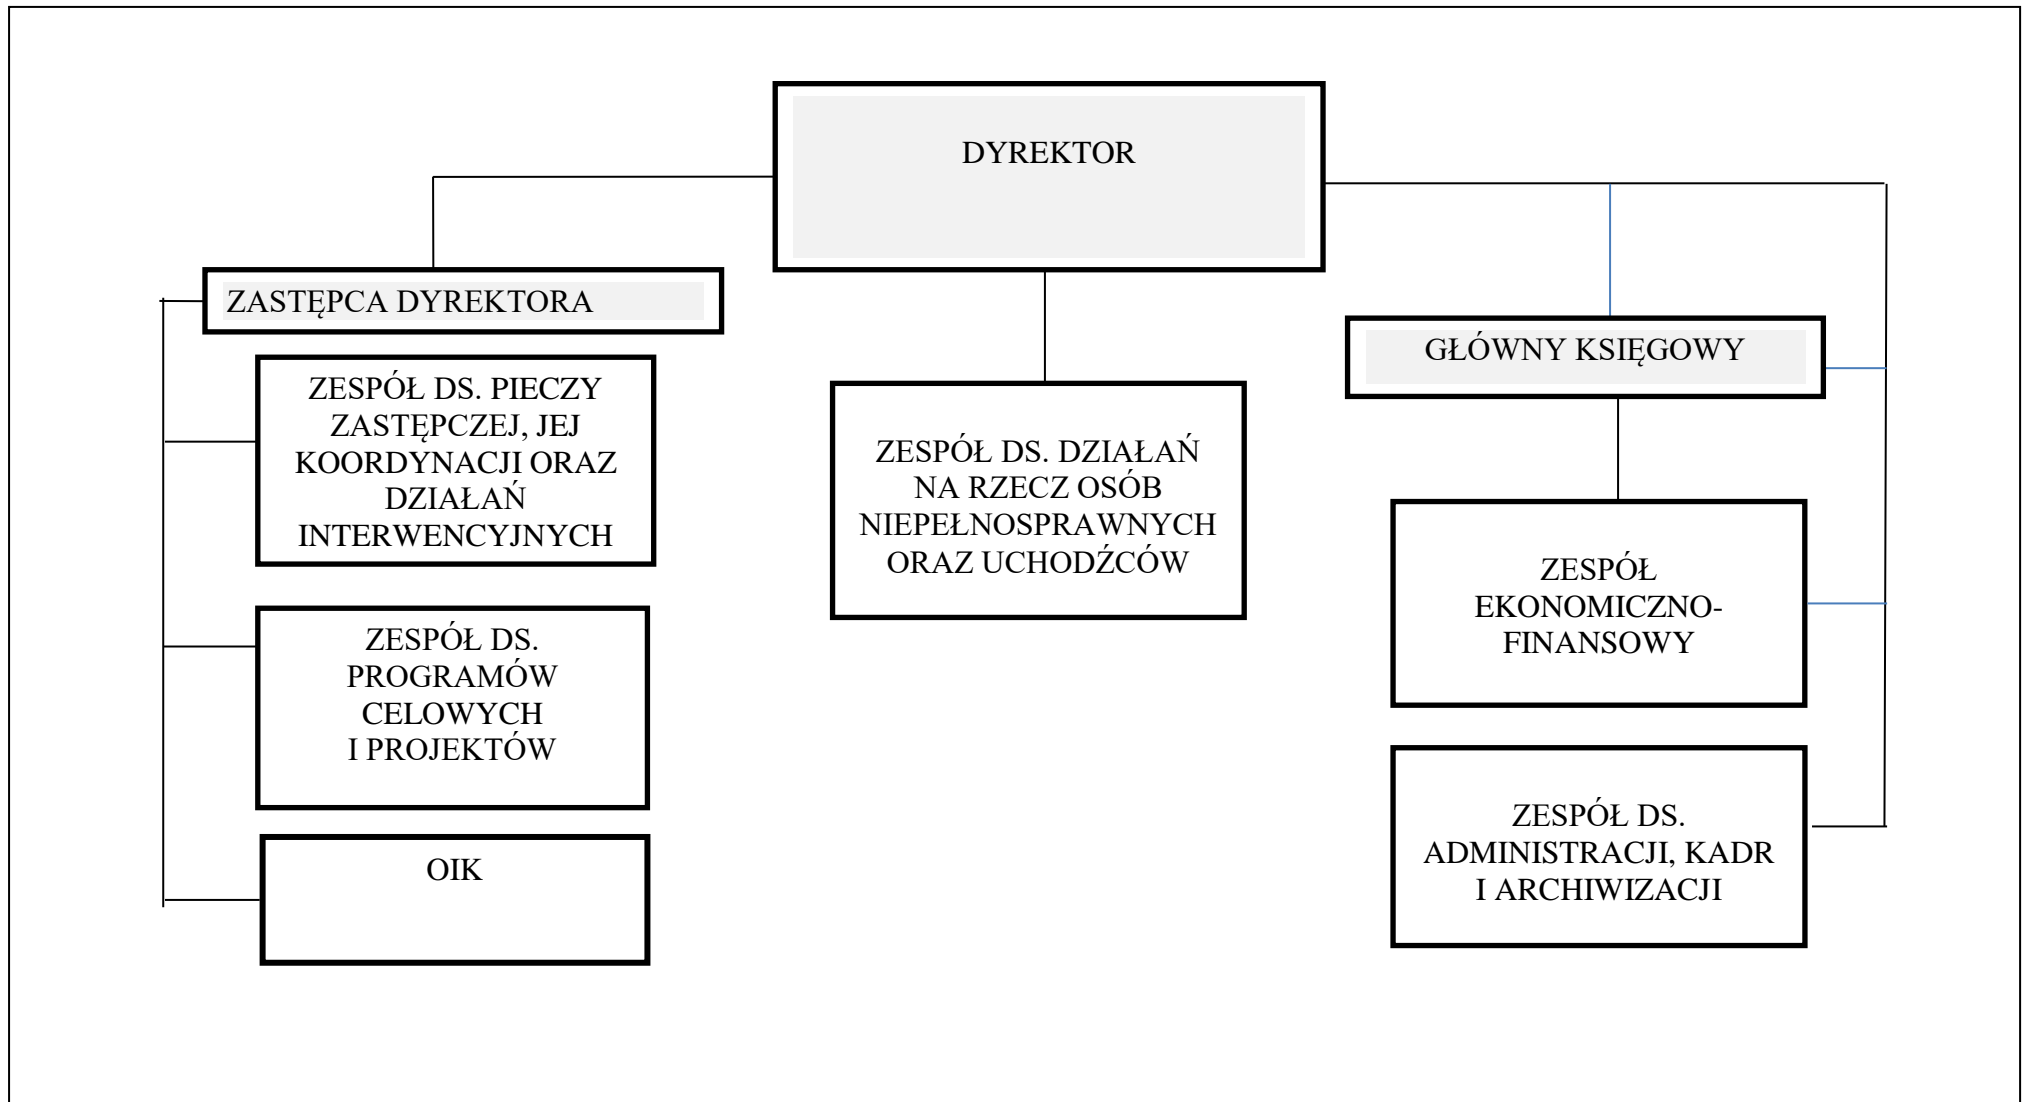 DYREKTOR
ZASTĘPCA DYREKTORA
ZESPÓŁ DS. PIECZY
ZASTĘPCZEJ, JEJ
KOORDYNACJI ORAZ
DZIAŁAŃ
INTERWENCYJNYCH
ZESPÓŁ DS.
PROGRAMÓW
CELOWYCH
I PROJEKTÓW
OIK
ZESPÓŁ DS. DZIAŁAŃ
NA RZECZ OSÓB
NIEPEŁNOSPRAWNYCH
ORAZ UCHODŹCÓW
GŁÓWNY KSIĘGOWY
ZESPÓŁ
EKONOMICZNO-
FINANSOWY
ZESPÓŁ DS.
ADMINISTRACJI, KADR
I ARCHIWIZACJI